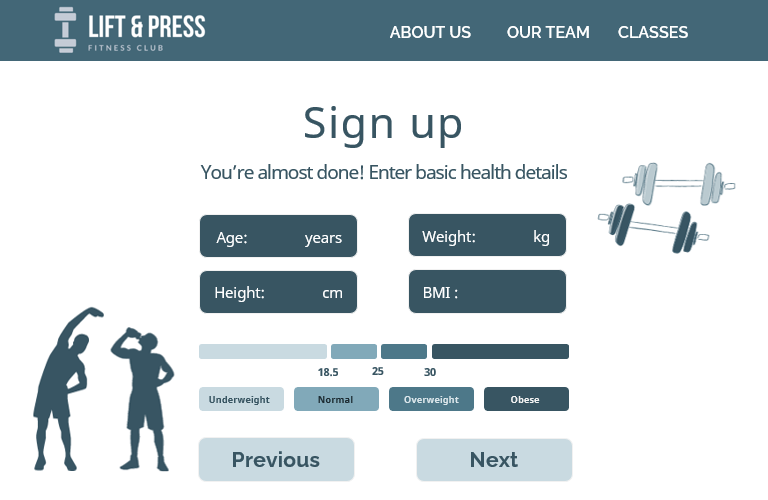 LIFT & PRESS
FITNESS CLUB
ABOUT US OUR TEAM CLASSES
Sign up
You're almost done! Enter basic health details
Age: years Weight: kg
Height: cm BMI :
18.5 25 30
Underweight Normal Overweight Obese
Previous Next